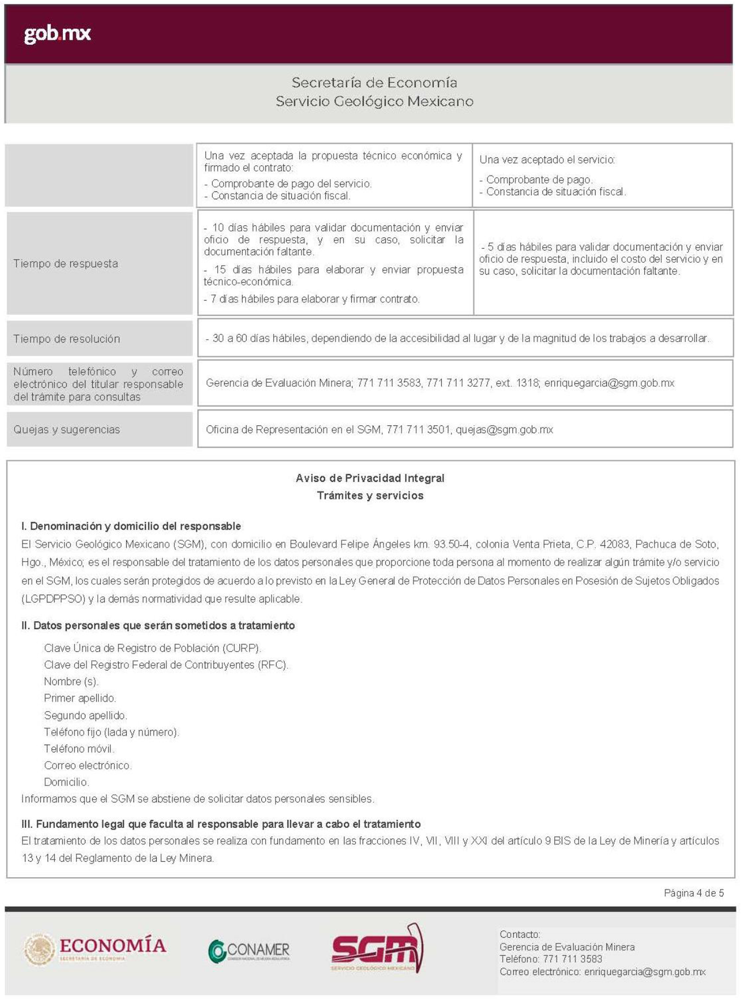 gob.mx
Secretaría de Economía
Servicio Geológico Mexicano
Una vez aceptada la propuesta técnico económica y
firmado el contrato:
- Comprobante de pago del servicio.
- Constancia de situación fiscal.
Una vez aceptado el servicio:
- Comprobante de pago.
- Constancia de situación fiscal.
Tiempo de respuesta
- 10 días hábiles para validar documentación y enviar
oficio de respuesta, y en su caso, solicitar la
documentación faltante.
- 15 días hábiles para elaborar y enviar propuesta
técnico-económica.
- 7 días hábiles para elaborar y firmar contrato.
- 5 días hábiles para validar documentación y enviar
oficio de respuesta, incluido el costo del servicio y en
su caso, solicitar la documentación faltante.
Tiempo de resolución
- 30 a 60 días hábiles, dependiendo de la accesibilidad al lugar y de la magnitud de los trabajos a desarrollar.
Número telefónico y correo
electrónico del titular responsable
del trámite para consultas
Gerencia de Evaluación Minera; 771 711 3583, 771 711 3277, ext. 1318; enriquegarcia@sgm.gob.mx
Quejas y sugerencias
Oficina de Representación en el SGM, 771 711 3501, quejas@sgm.gob.mx
Aviso de Privacidad Integral
Trámites y servicios
I. Denominación y domicilio del responsable
El Servicio Geológico Mexicano (SGM), con domicilio en Boulevard Felipe Ángeles km. 93.50-4, colonia Venta Prieta, C.P. 42083, Pachuca de Soto,
Hgo., México; es el responsable del tratamiento de los datos personales que proporcione toda persona al momento de realizar algún trámite y/o servicio
en el SGM, los cuales serán protegidos de acuerdo a lo previsto en la Ley General de Protección de Datos Personales en Posesión de Sujetos Obligados
(LGPDPPSO) y la demás normatividad que resulte aplicable.
II. Datos personales que serán sometidos a tratamiento
Clave Única de Registro de Población (CURP).
Clave del Registro Federal de Contribuyentes (RFC).
Nombre (s).
Primer apellido.
Segundo apellido.
Teléfono fijo (lada y número).
Teléfono móvil.
Correo electrónico.
Domicilio.
Informamos que el SGM se abstiene de solicitar datos personales sensibles.
III. Fundamento legal que faculta al responsable para llevar a cabo el tratamiento
El tratamiento de los datos personales se realiza con fundamento en las fracciones IV, VII, VIII y XXI del artículo 9 BIS de la Ley de Minería y artículos
13 y 14 del Reglamento de la Ley Minera.
Página 4 de 5
ECONOMÍA
SECRETARÍA DE ECONOMÍA
CONAMER
COMISIÓN NACIONAL DE MEJORA REGULATORIA
SGM
SERVICIO GEOLÓGICO MEXICANO
Contacto:
Gerencia de Evaluación Minera
Teléfono: 771 711 3583
Correo electrónico: enriquegarcia@sgm.gob.mx